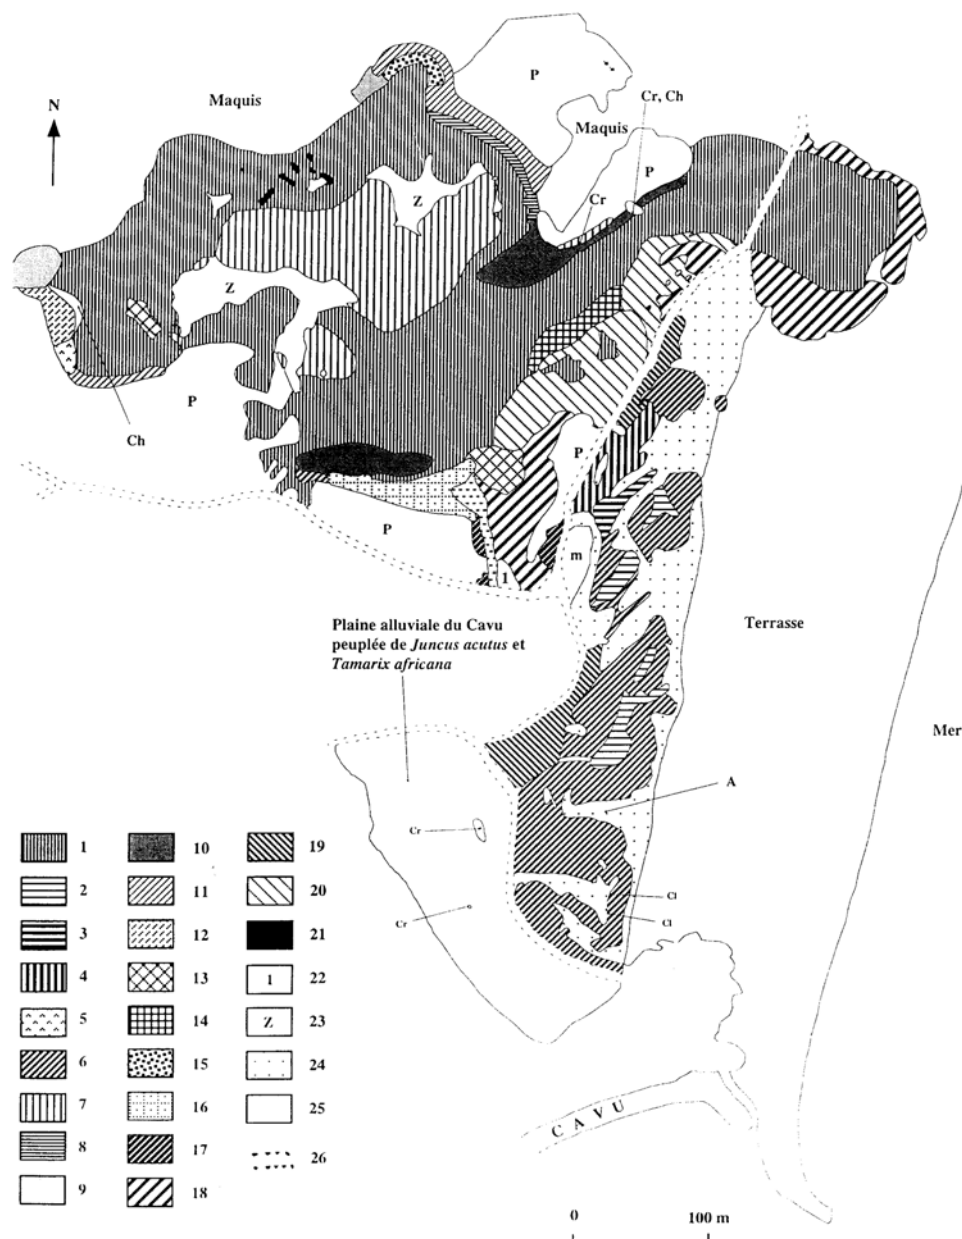 P
Cr, Ch
Maquis
N
Maquis
P
Cr
Z
Z
P
Ch
P
P
m
1
Plaine alluviale du Cavu
peuplée de Juncus acutus et
Tamarix africana
Terrasse
Mer
A
Cr
Cl
Cr
Cl
1 10 19
2 11 20
3 12 21
4 13 1 22
5 14 Z 23
6 15 24
7 16 25
8 17 26
9 18
CAVU
0 100 m